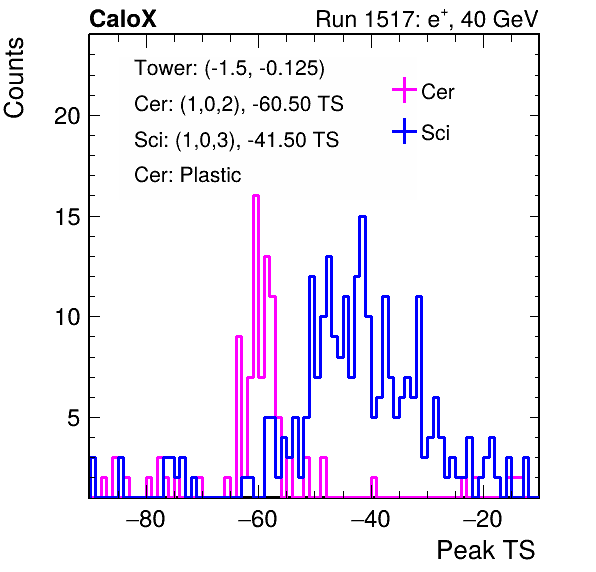 CaloX Run 1517: e+, 40 GeV
Counts
Tower: (-1.5, -0.125)
Cer: (1,0,2), -60.50 TS
Sci: (1,0,3), -41.50 TS
Cer: Plastic
Cer
Sci
20
15
10
5
−80 −60 −40 −20
Peak TS